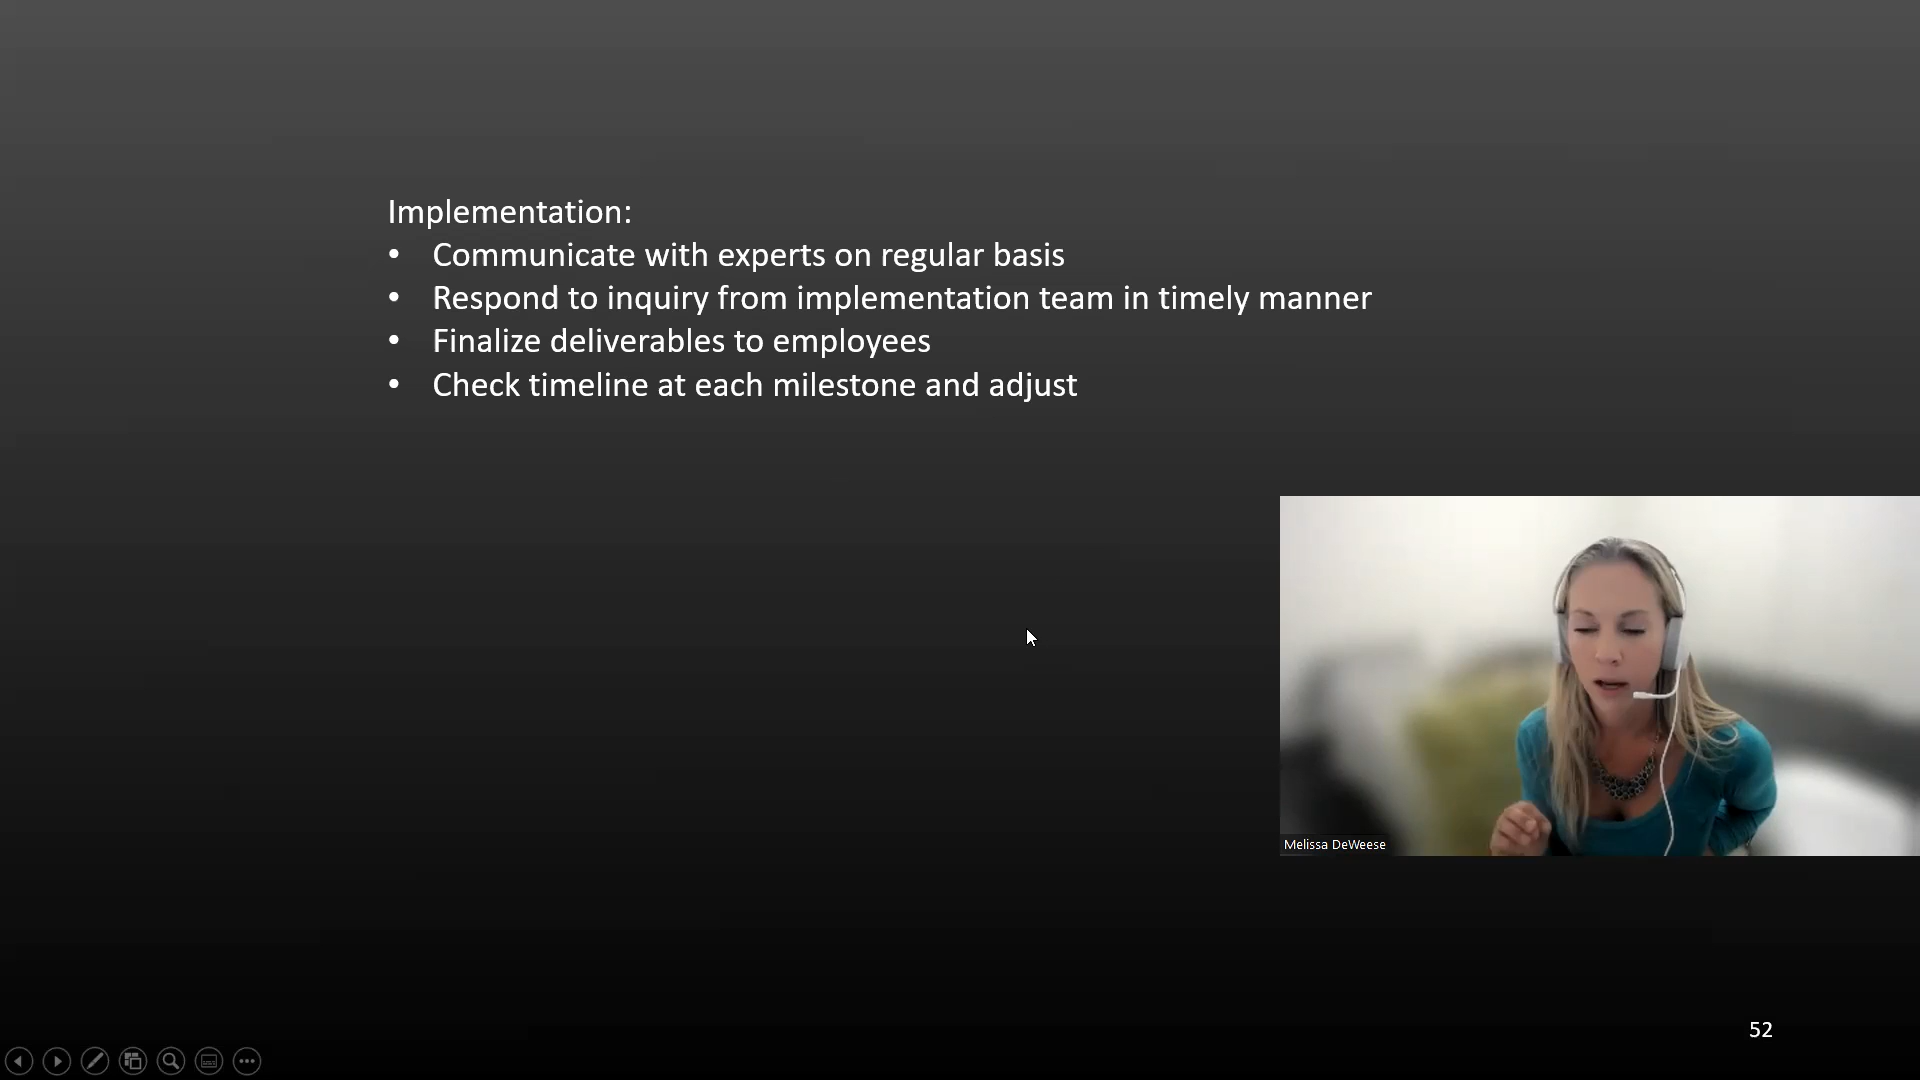 Implementation:
• Communicate with experts on regular basis
• Respond to inquiry from implementation team in timely manner
• Finalize deliverables to employees
• Check timeline at each milestone and adjust
Melissa DeWeese
52